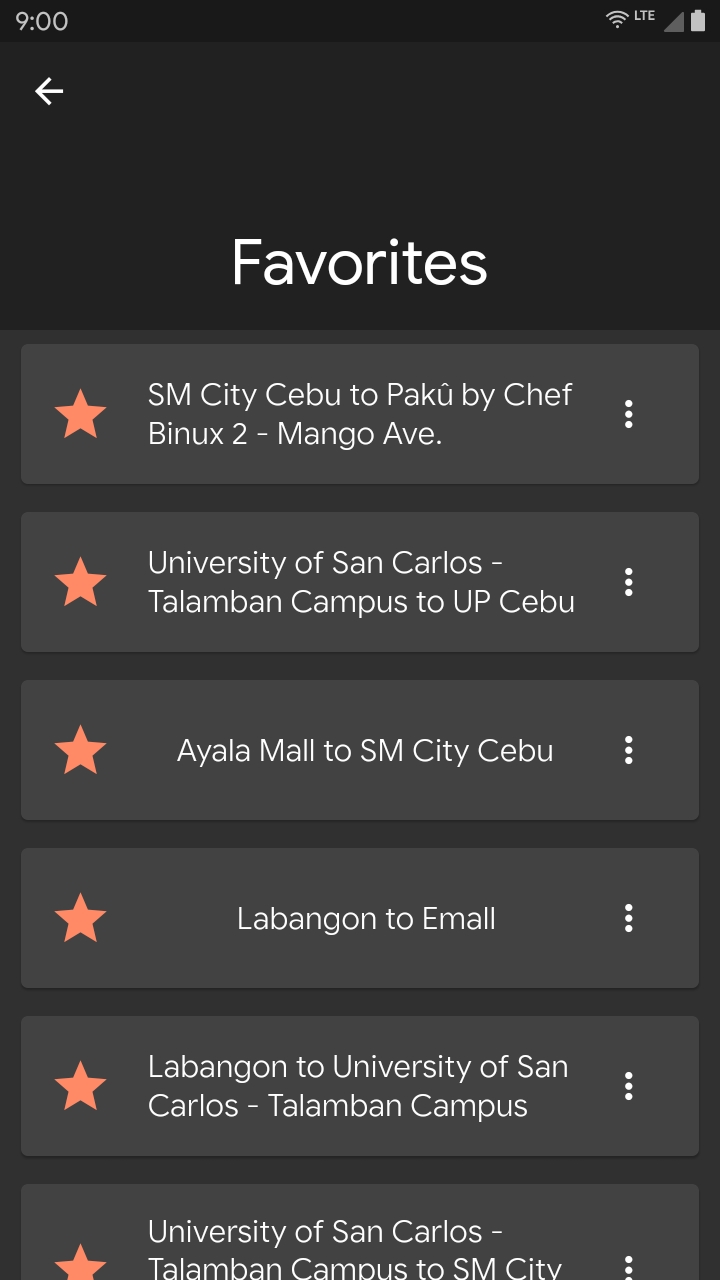 9:00
LTE
Favorites
SM City Cebu to Pakû by Chef
Binux 2 - Mango Ave.
University of San Carlos -
Talamban Campus to UP Cebu
Ayala Mall to SM City Cebu
Labangon to Emall
Labangon to University of San
Carlos - Talamban Campus
University of San Carlos -
Talamban Campus to SM City